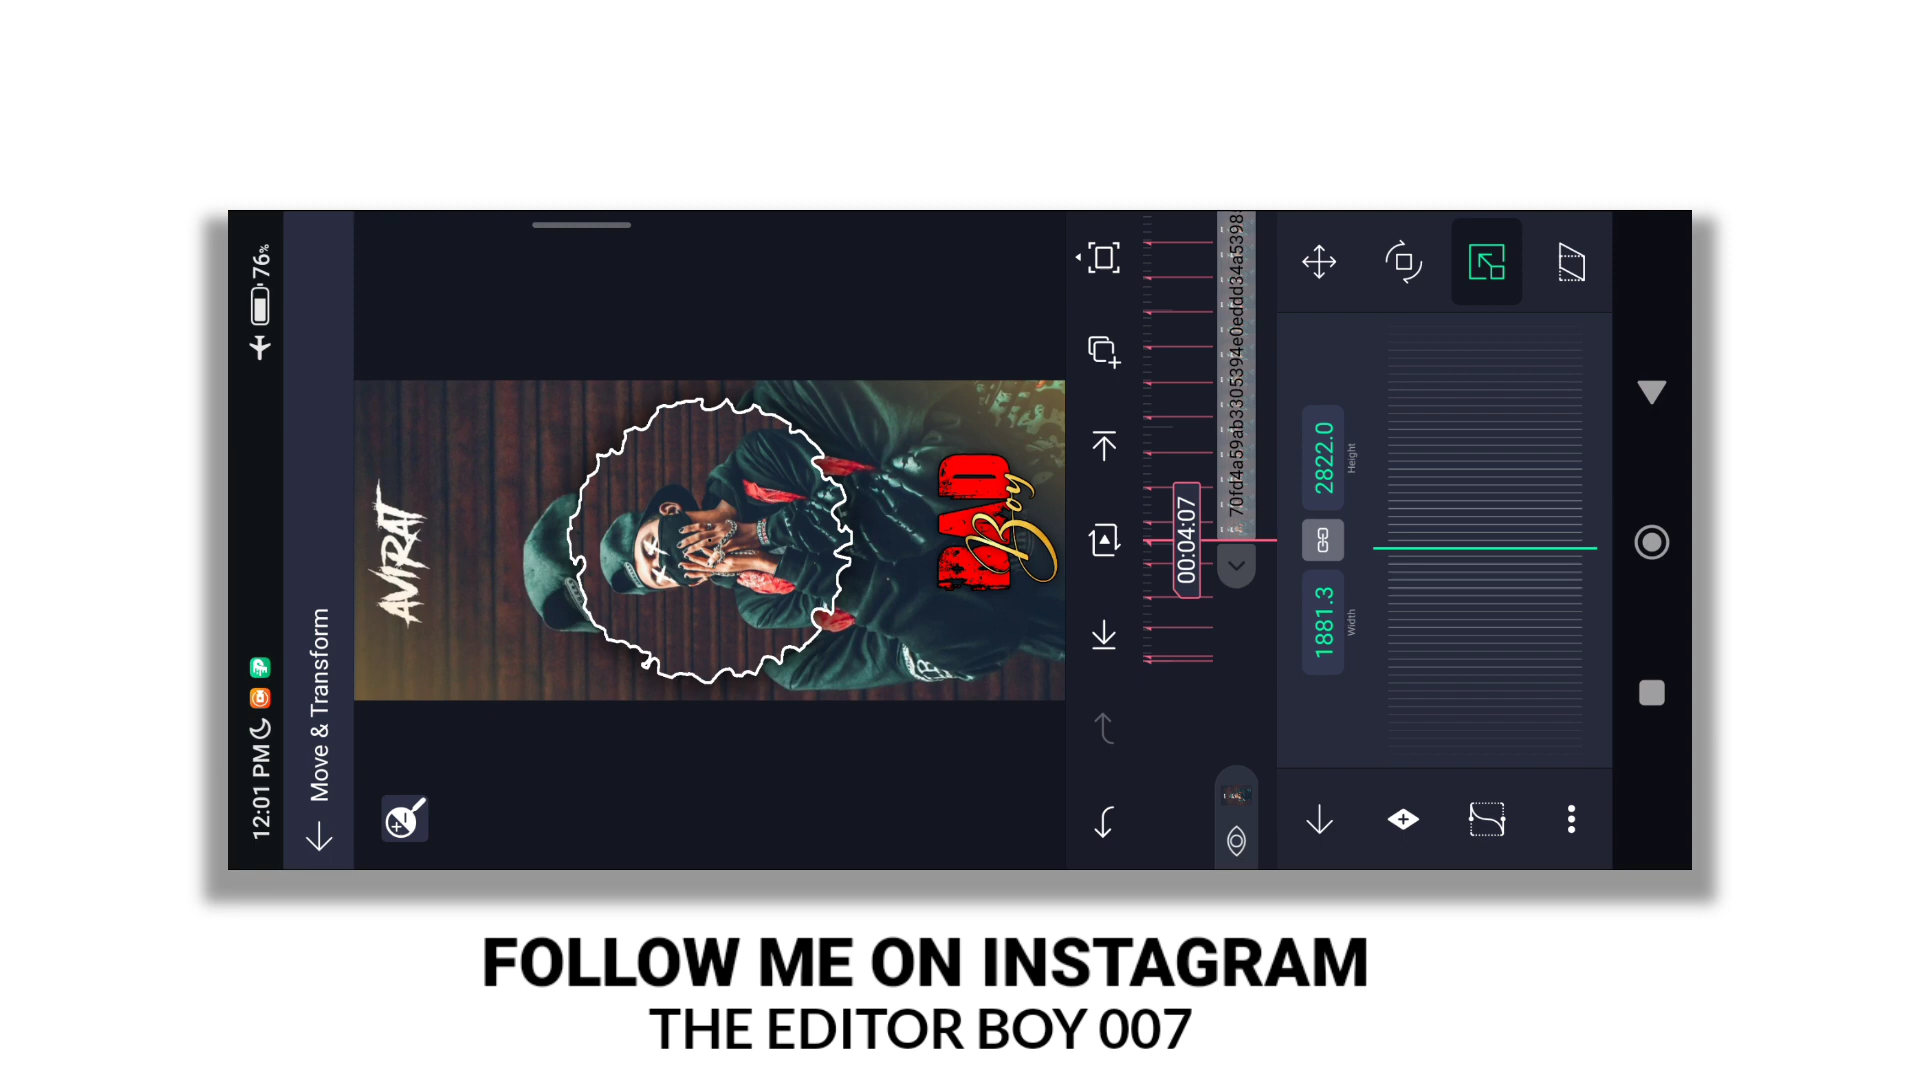 12:01 PM
76%
Move & Transform
AVIRAT
BAD
Boy
00:04:07
70fd4a59ab3305394e0eddd34a5398
1881.3
Width
2822.0
Height
FOLLOW ME ON INSTAGRAM
THE EDITOR BOY 007